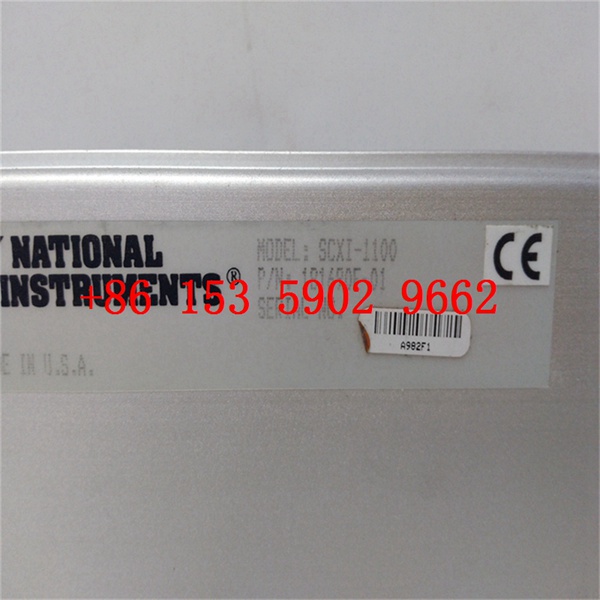 NATIONAL
INSTRUMENTS®
MODEL: SCXI-1100
P/N:
+86 153 5902 9662
A982F1
CE
IN U.S.A.